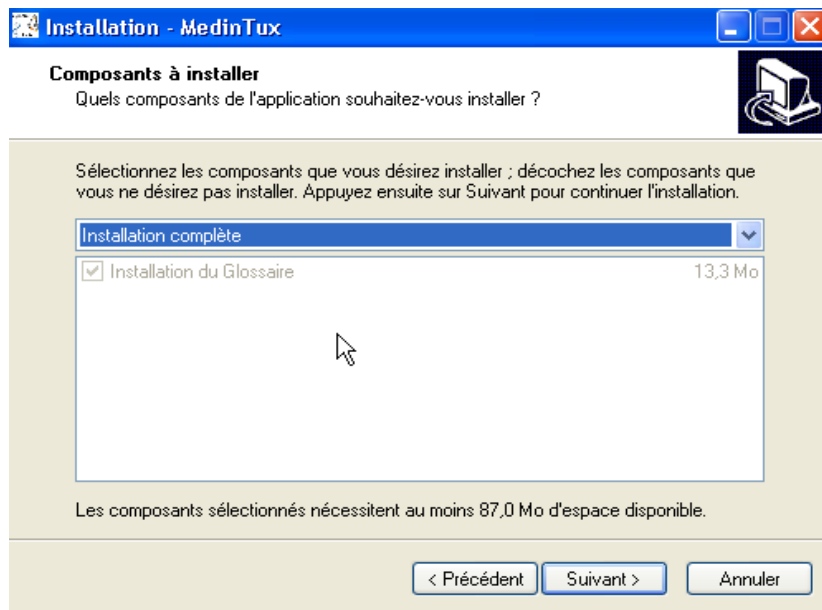 Installation - MedinTux
Composants à installer
Quels composants de l'application souhaitez-vous installer ?
Sélectionnez les composants que vous désirez installer ; décochez les composants que
vous ne désirez pas installer. Appuyez ensuite sur Suivant pour continuer l'installation.
Installation complète
Installation du Glossaire 13,3 Mo
Les composants sélectionnés nécessitent au moins 87,0 Mo d'espace disponible.
< Précédent Suivant > Annuler